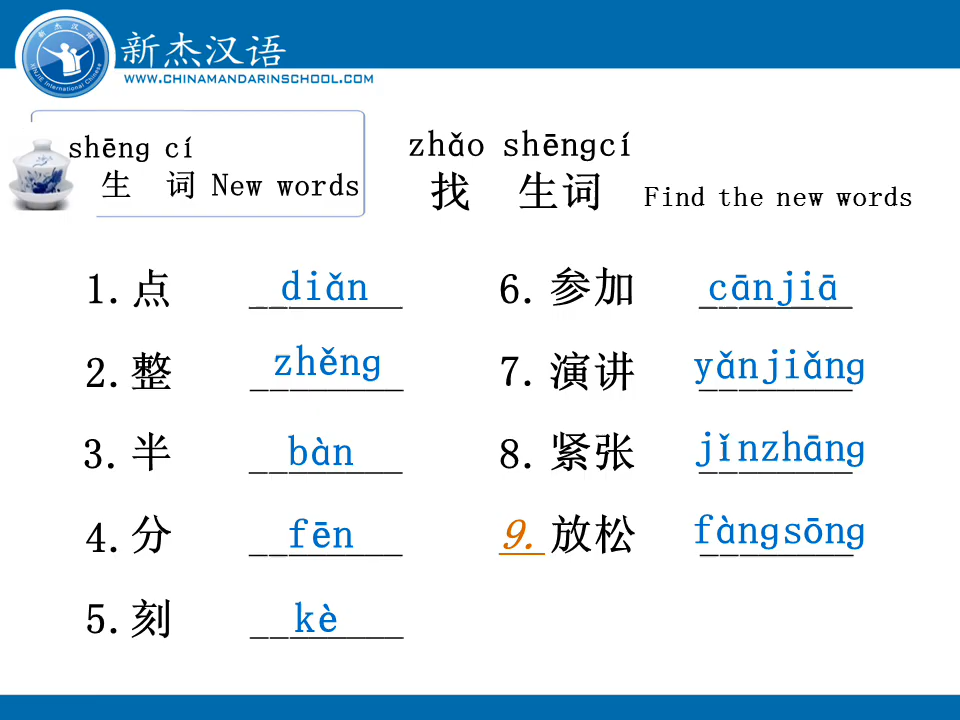 新杰汉语
WWW.CHINAMANDARINSCHOOL.COM
shēng cí
生 词 New words
zhǎo shēngcí
找 生词 Find the new words
1. 点 diǎn
2. 整 zhěng
3. 半 bàn
4. 分 fēn
5. 刻 kè
6. 参加 cānjiā
7. 演讲 yǎnjiǎng
8. 紧张 jǐnzhāng
9. 放松 fàngsōng